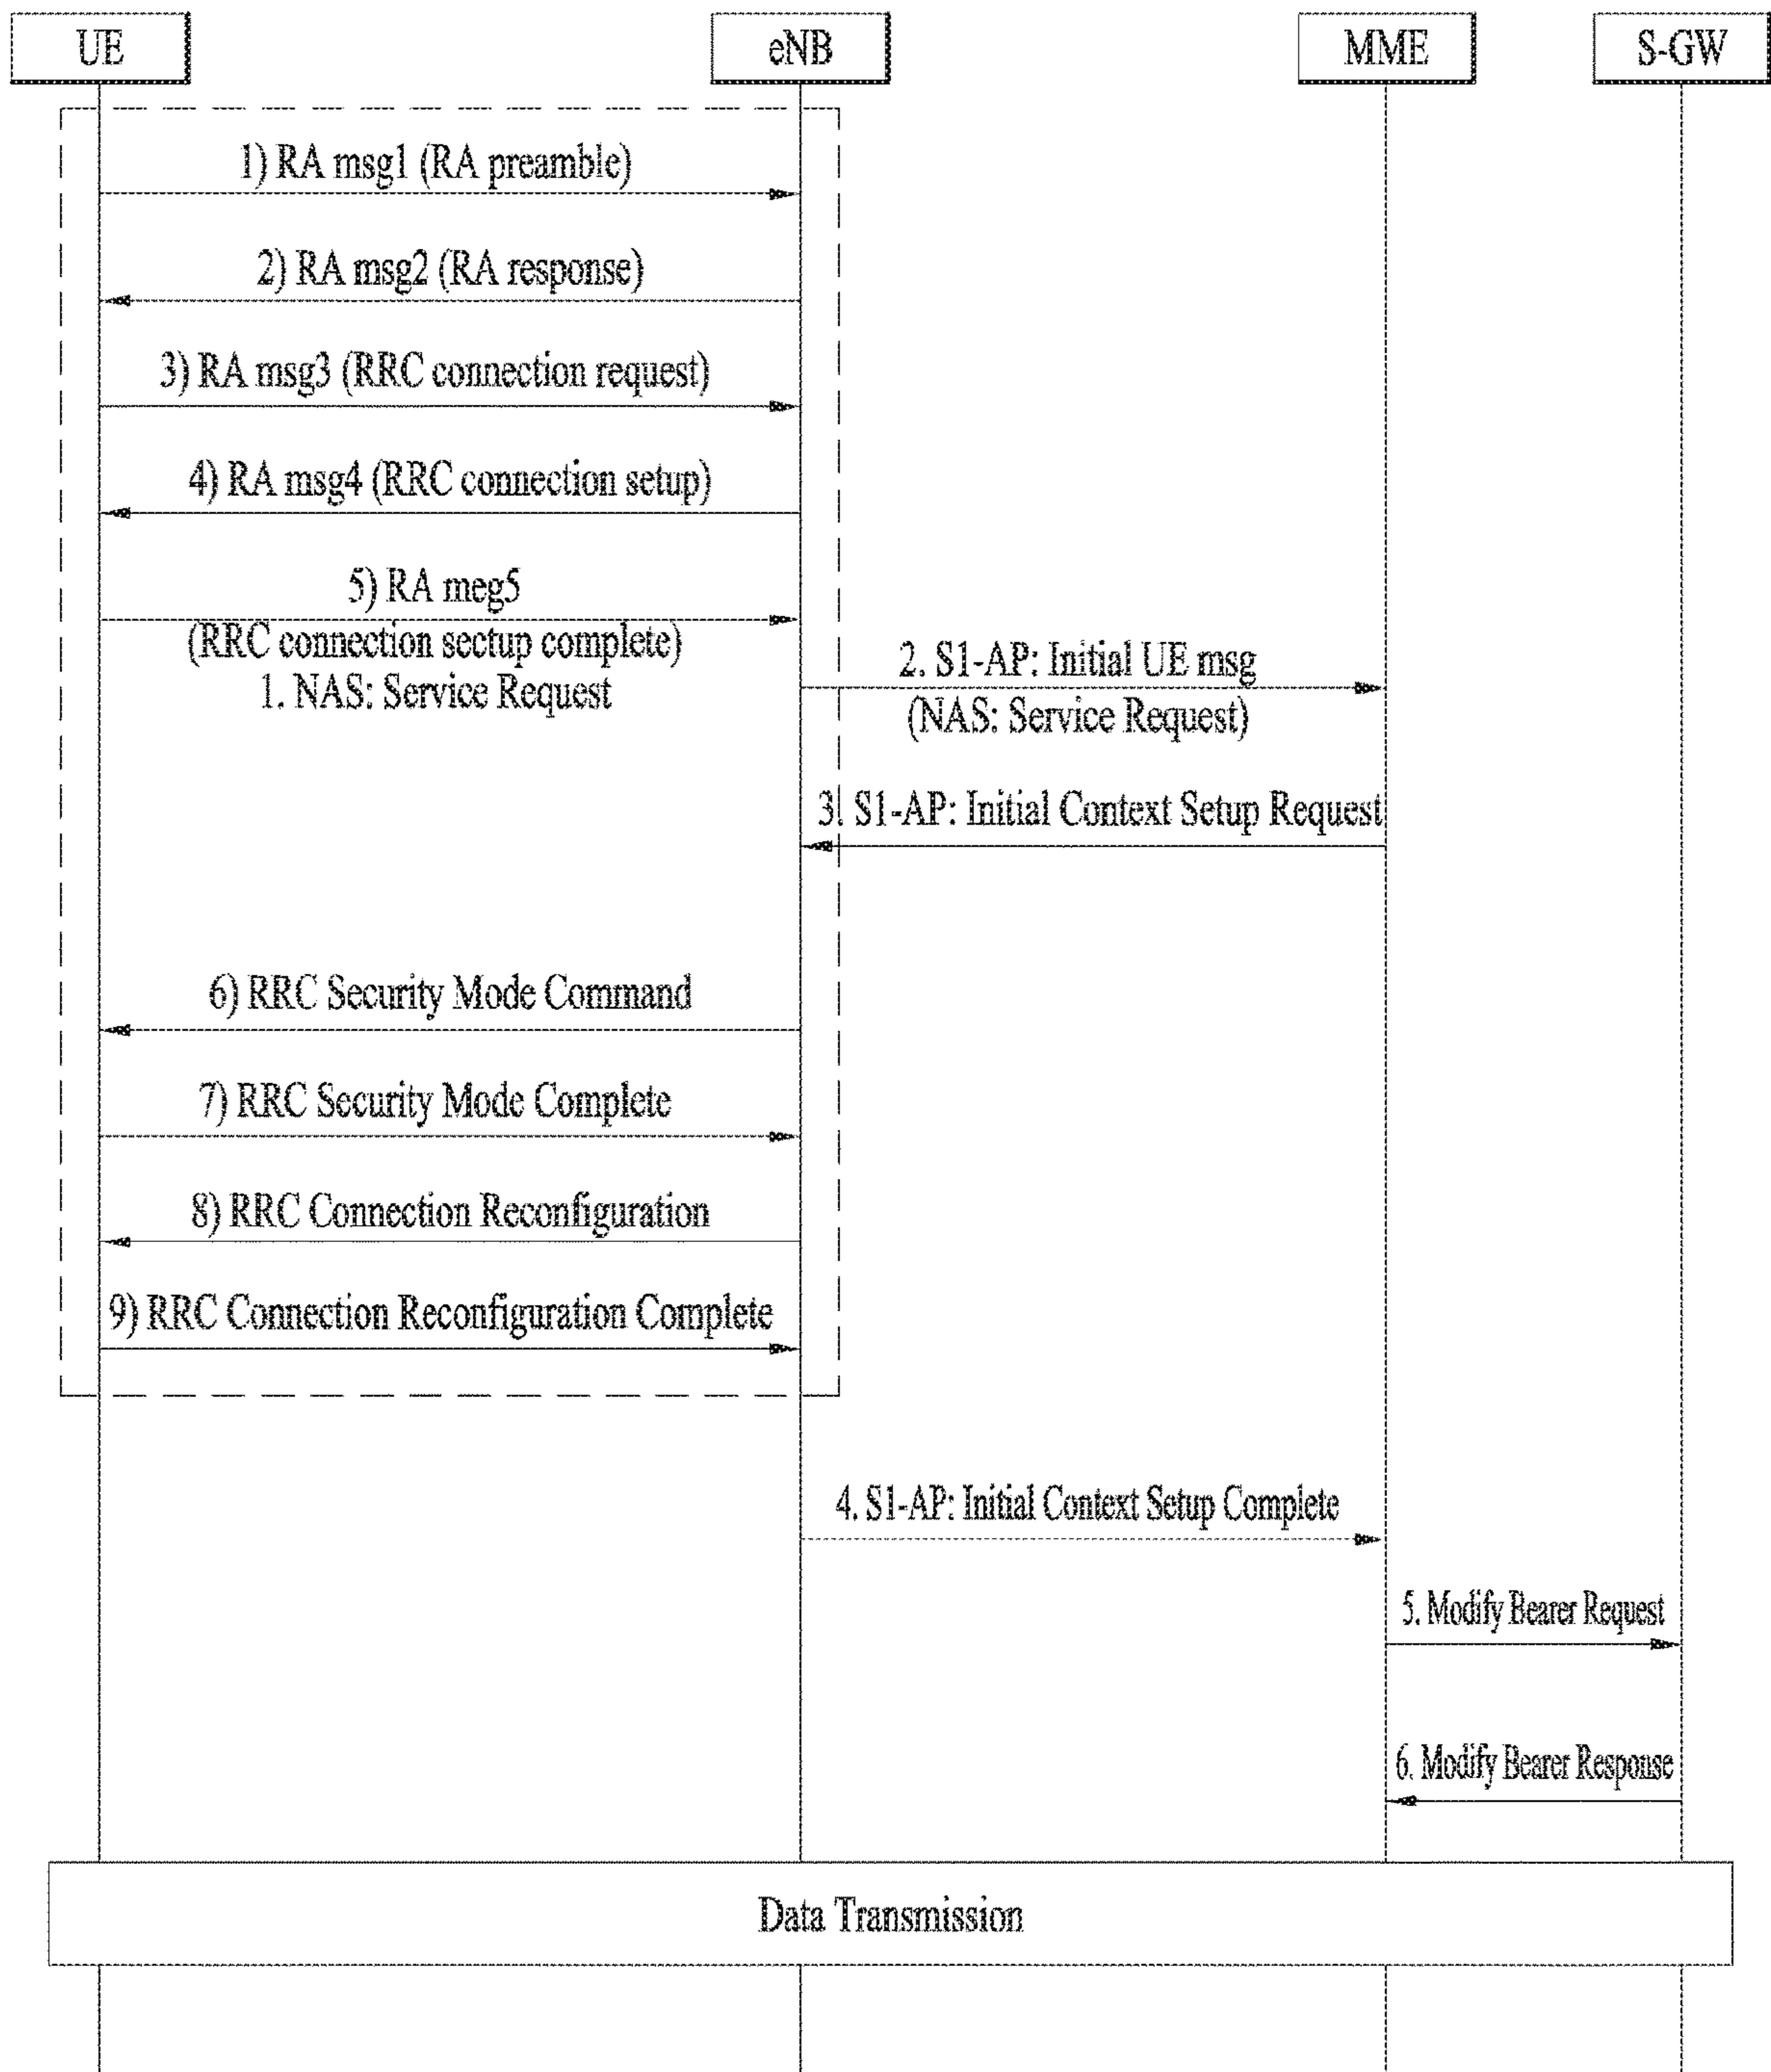 UE
eNB
MME
S-GW
1) RA msg1 (RA preamble)
2) RA msg2 (RA response)
3) RA msg3 (RRC connection request)
4) RA msg4 (RRC connection setup)
5) RA meg5
(RRC connection sectup complete)
1. NAS: Service Request
2. S1-AP: Initial UE msg
(NAS: Service Request)
3. S1-AP: Initial Context Setup Request
6) RRC Security Mode Command
7) RRC Security Mode Complete
8) RRC Connection Reconfiguration
9) RRC Connection Reconfiguration Complete
4. S1-AP: Initial Context Setup Complete
5. Modify Bearer Request
6. Modify Bearer Response
Data Transmission